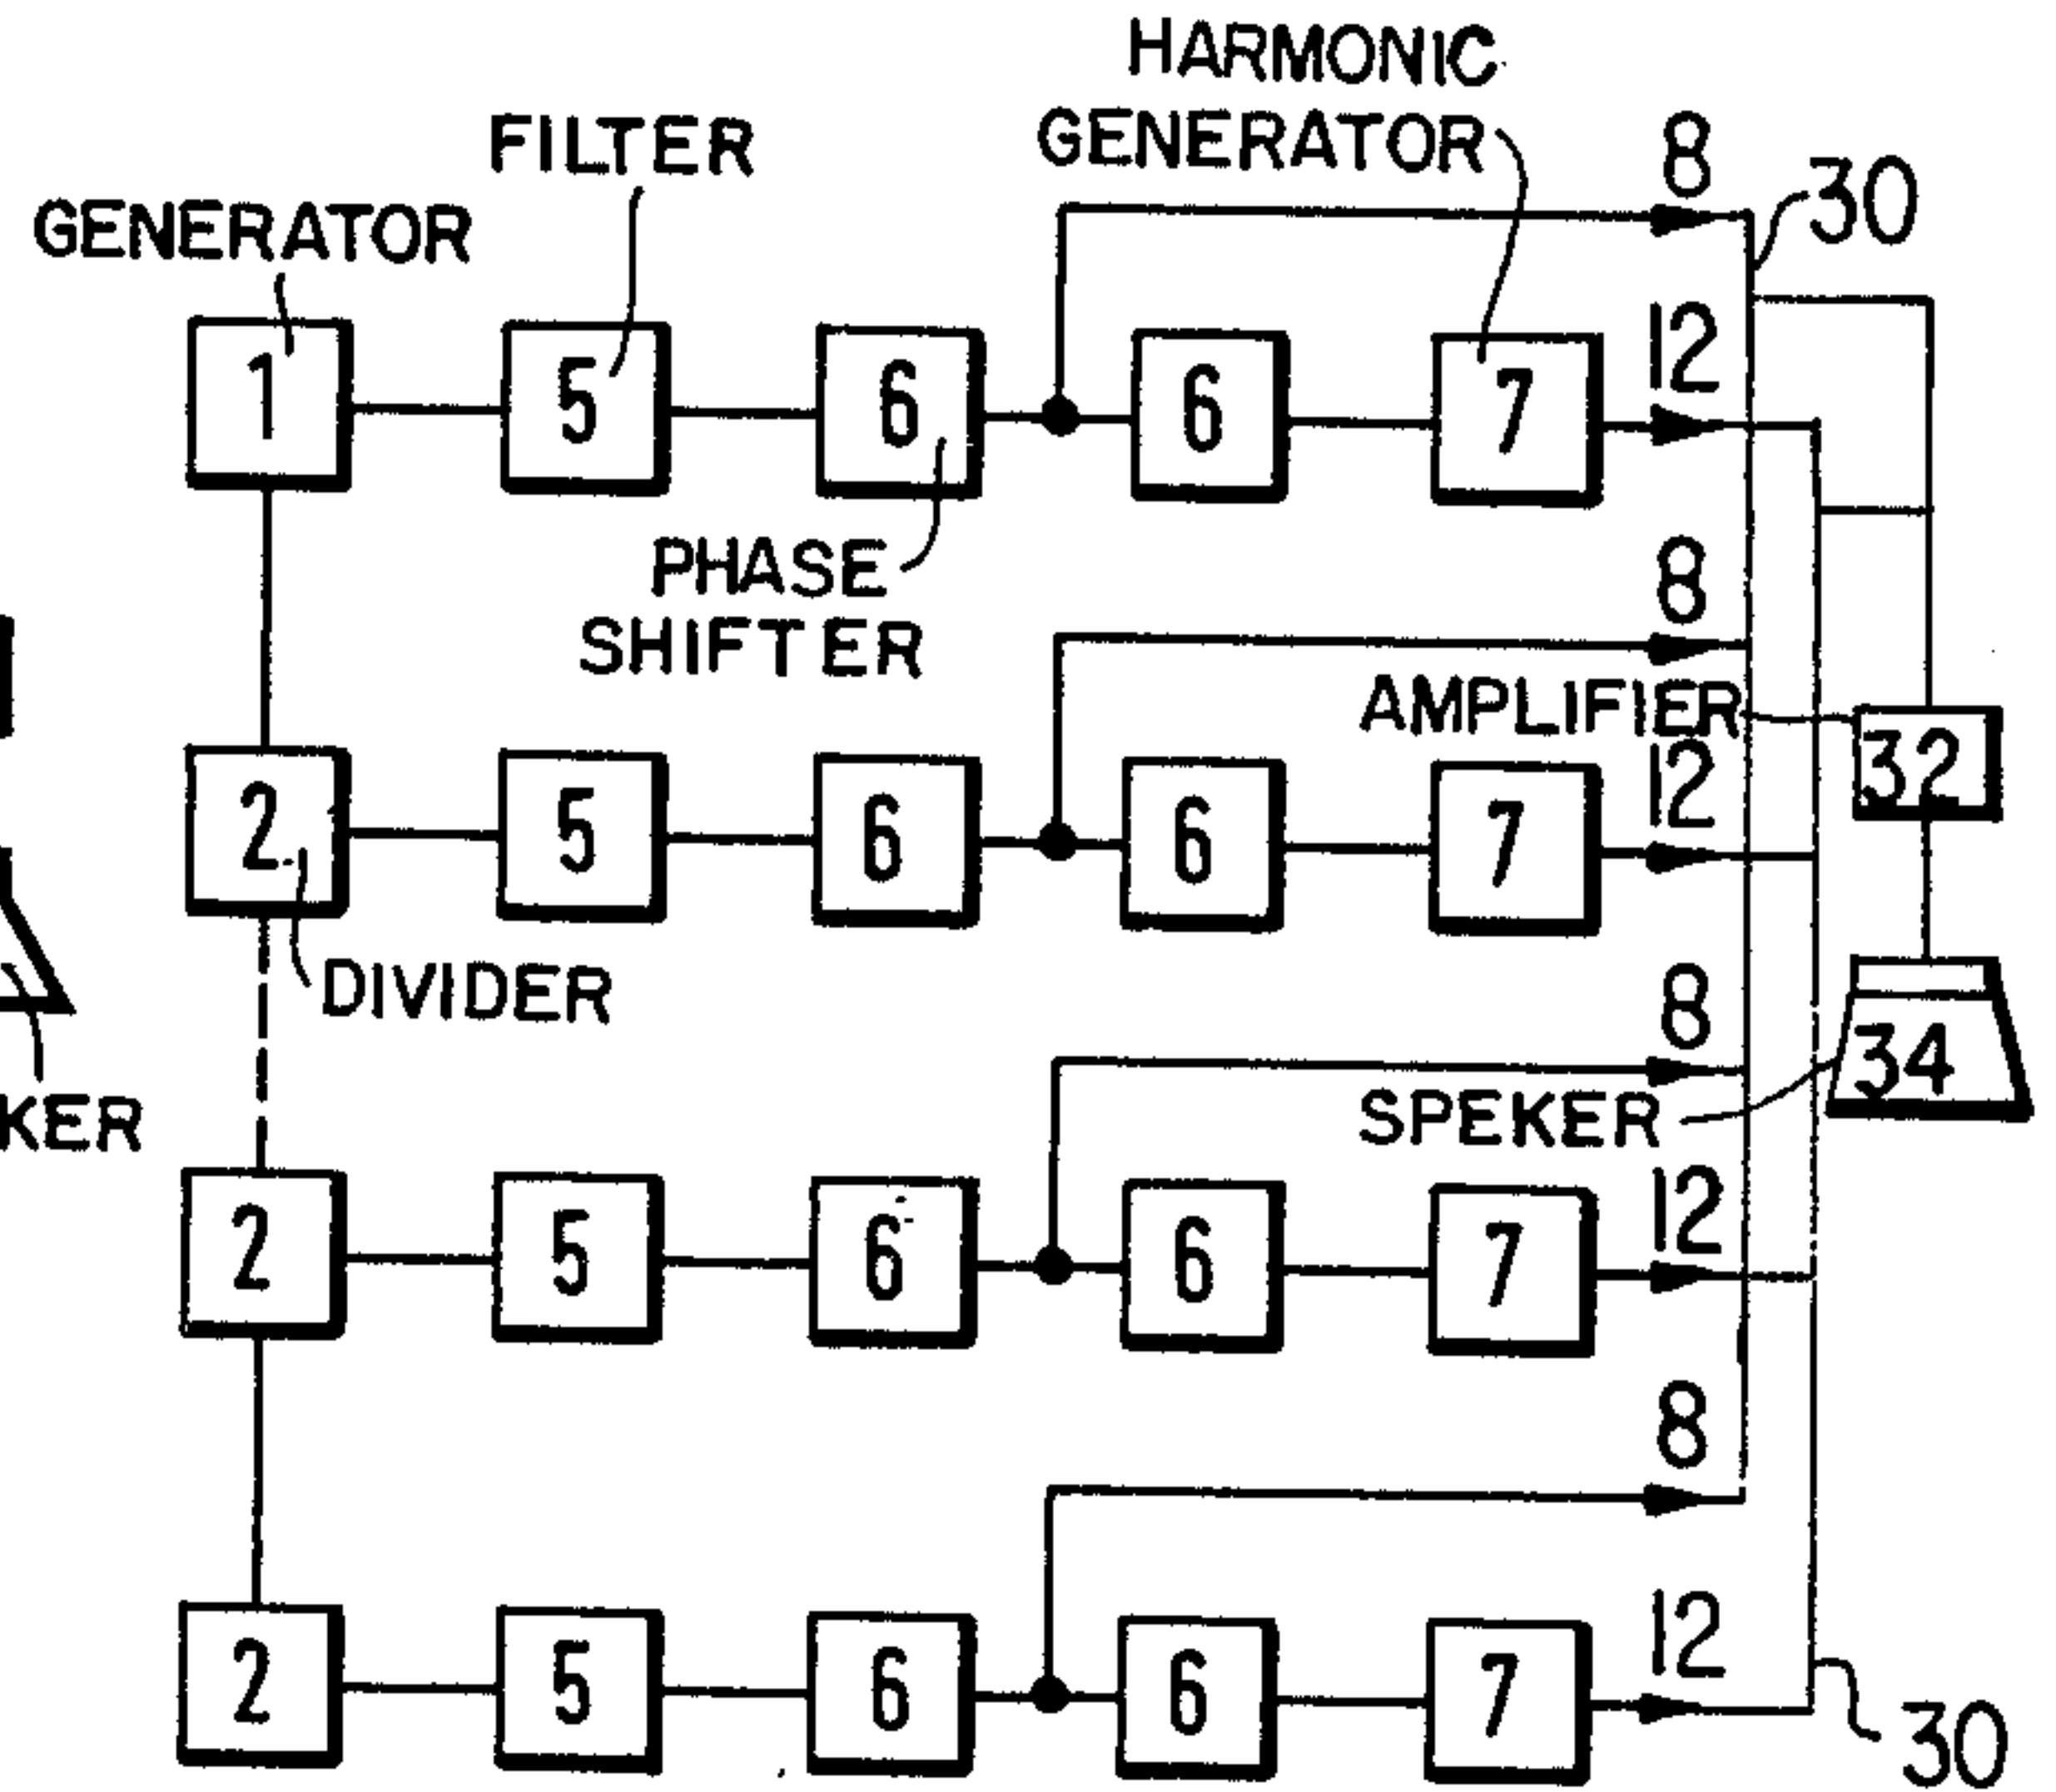 HARMONIC
GENERATOR
FILTER
GENERATOR
8
30
12
1 5 6 6 7
PHASE
SHIFTER
8
AMPLIFIER
12
32
2 5 6 6 7
DIVIDER
8
34
SPEKER
KER
12
2 5 6 6 7
8
12
2 5 6 6 7
30